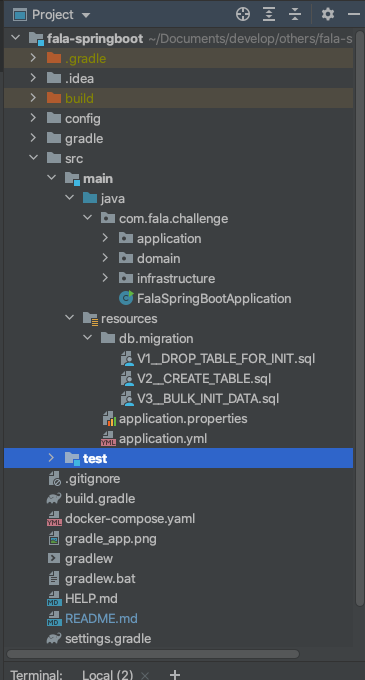 Project
fala-springboot ~/Documents/develop/others/fala-s
.gradle
.idea
build
config
gradle
src
main
java
com.fala.challenge
application
domain
infrastructure
FalaSpringBootApplication
resources
db.migration
V1__DROP_TABLE_FOR_INIT.sql
V2__CREATE_TABLE.sql
V3__BULK_INIT_DATA.sql
application.properties
application.yml
test
.gitignore
build.gradle
docker-compose.yaml
gradle_app.png
gradlew
gradlew.bat
HELP.md
README.md
settings.gradle
Terminal: Local (2)